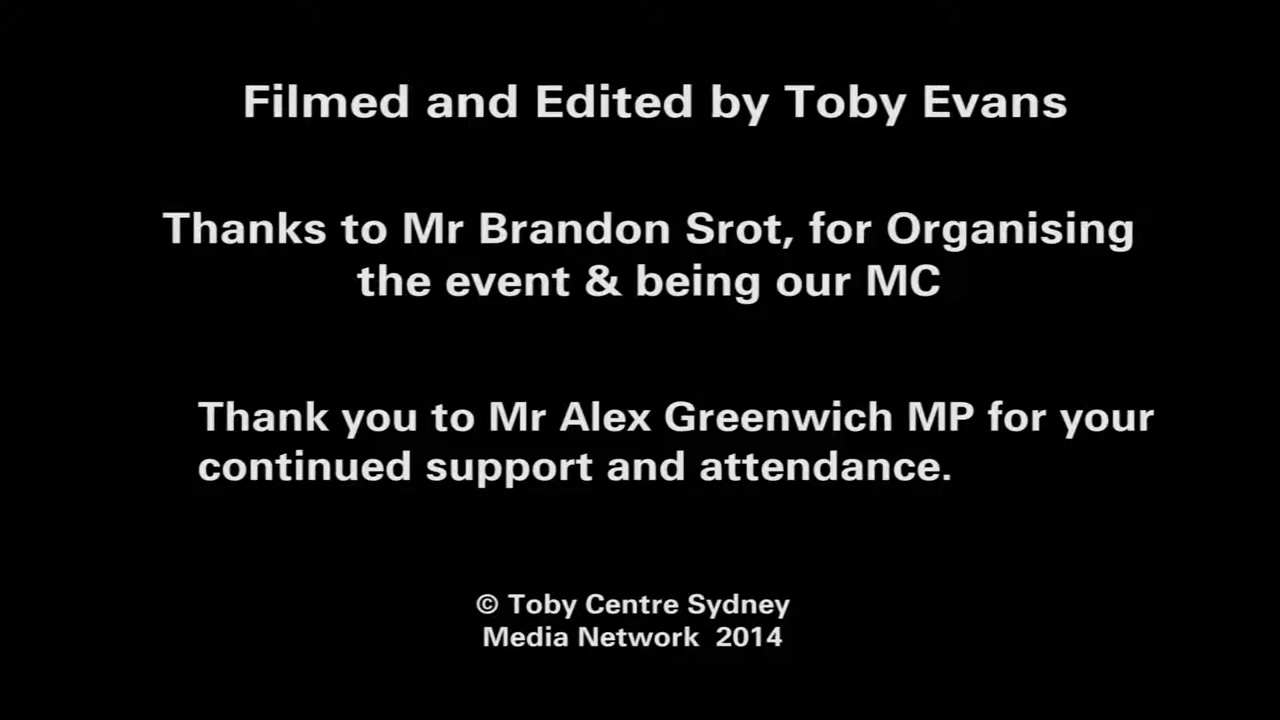 Filmed and Edited by Toby Evans
Thanks to Mr Brandon Srot, for Organising
the event & being our MC
Thank you to Mr Alex Greenwich MP for your
continued support and attendance.
© Toby Centre Sydney
Media Network 2014